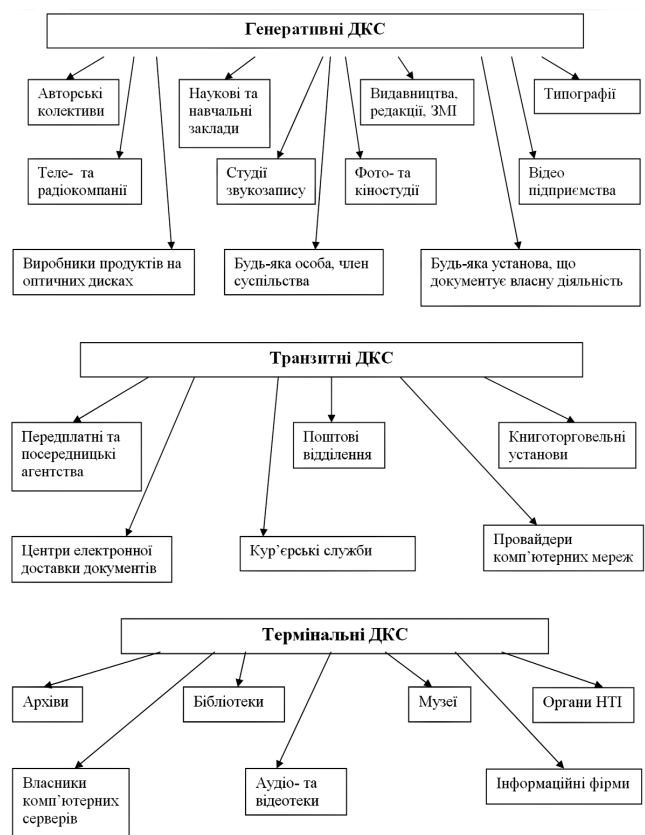 Генеративні ДКС
Авторські
колективи
Наукові та
навчальні
заклади
Видавництва,
редакції, ЗМІ
Типографії
Теле- та
радіокомпанії
Студії
звукозапису
Фото- та
кіностудії
Відео
підприємства
Виробники продуктів на
оптичних дисках
Будь-яка особа, член
суспільства
Будь-яка установа, що
документує власну діяльність
Транзитні ДКС
Передплатні та
посередницькі
агентства
Поштові
відділення
Книготорговельні
установи
Центри електронної
доставки документів
Кур’єрські служби
Провайдери
комп’ютерних мереж
Термінальні ДКС
Архіви
Бібліотеки
Музеї
Органи НТІ
Власники
комп’ютерних
серверів
Аудіо- та
відеотеки
Інформаційні фірми